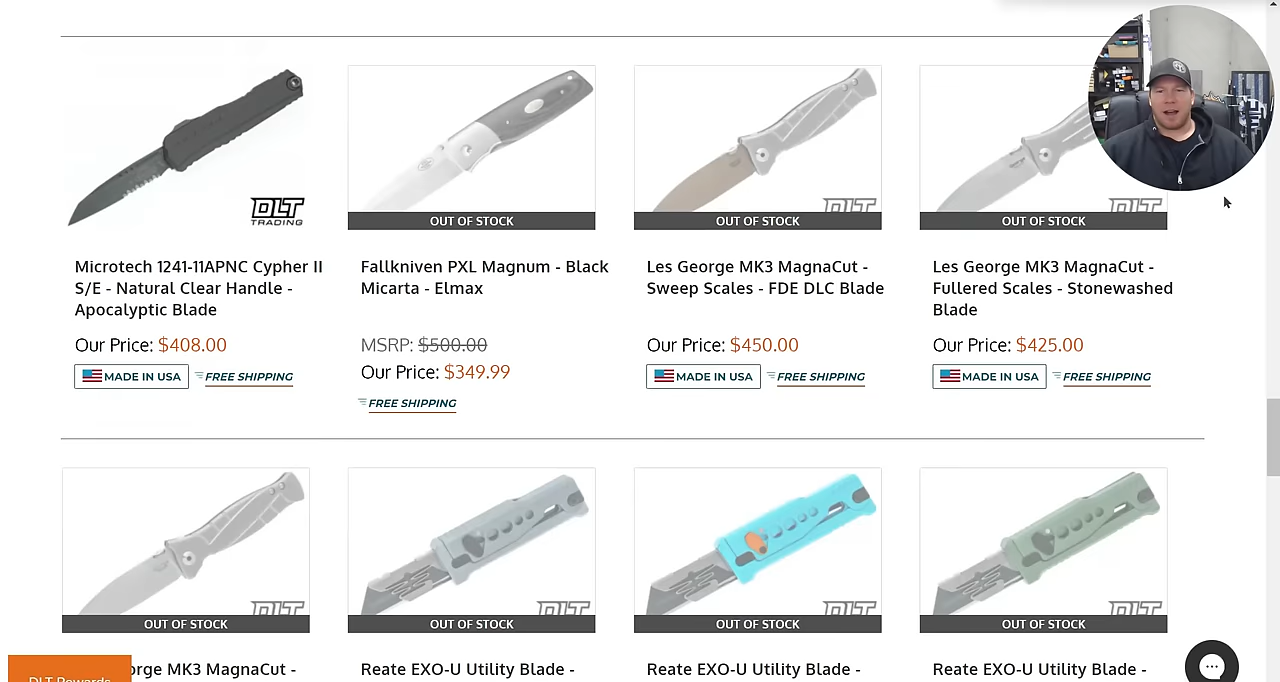 DLT
TRADING
OUT OF STOCK
DLT
OUT OF STOCK
DLT
OUT OF STOCK
Microtech 1241-11APNC Cypher II
S/E - Natural Clear Handle -
Apocalyptic Blade
Our Price: $408.00
MADE IN USA FREE SHIPPING
Fallkniven PXL Magnum - Black
Micarta - Elmax
MSRP: $500.00
Our Price: $349.99
FREE SHIPPING
Les George MK3 MagnaCut -
Sweep Scales - FDE DLC Blade
Our Price: $450.00
MADE IN USA FREE SHIPPING
Les George MK3 MagnaCut -
Fullered Scales - Stonewashed
Blade
Our Price: $425.00
MADE IN USA FREE SHIPPING
DLT
OUT OF STOCK
DLT
OUT OF STOCK
DLT
OUT OF STOCK
DLT
OUT OF STOCK
orge MK3 MagnaCut -
Reate EXO-U Utility Blade -
Reate EXO-U Utility Blade -
Reate EXO-U Utility Blade -
DLT Rewards